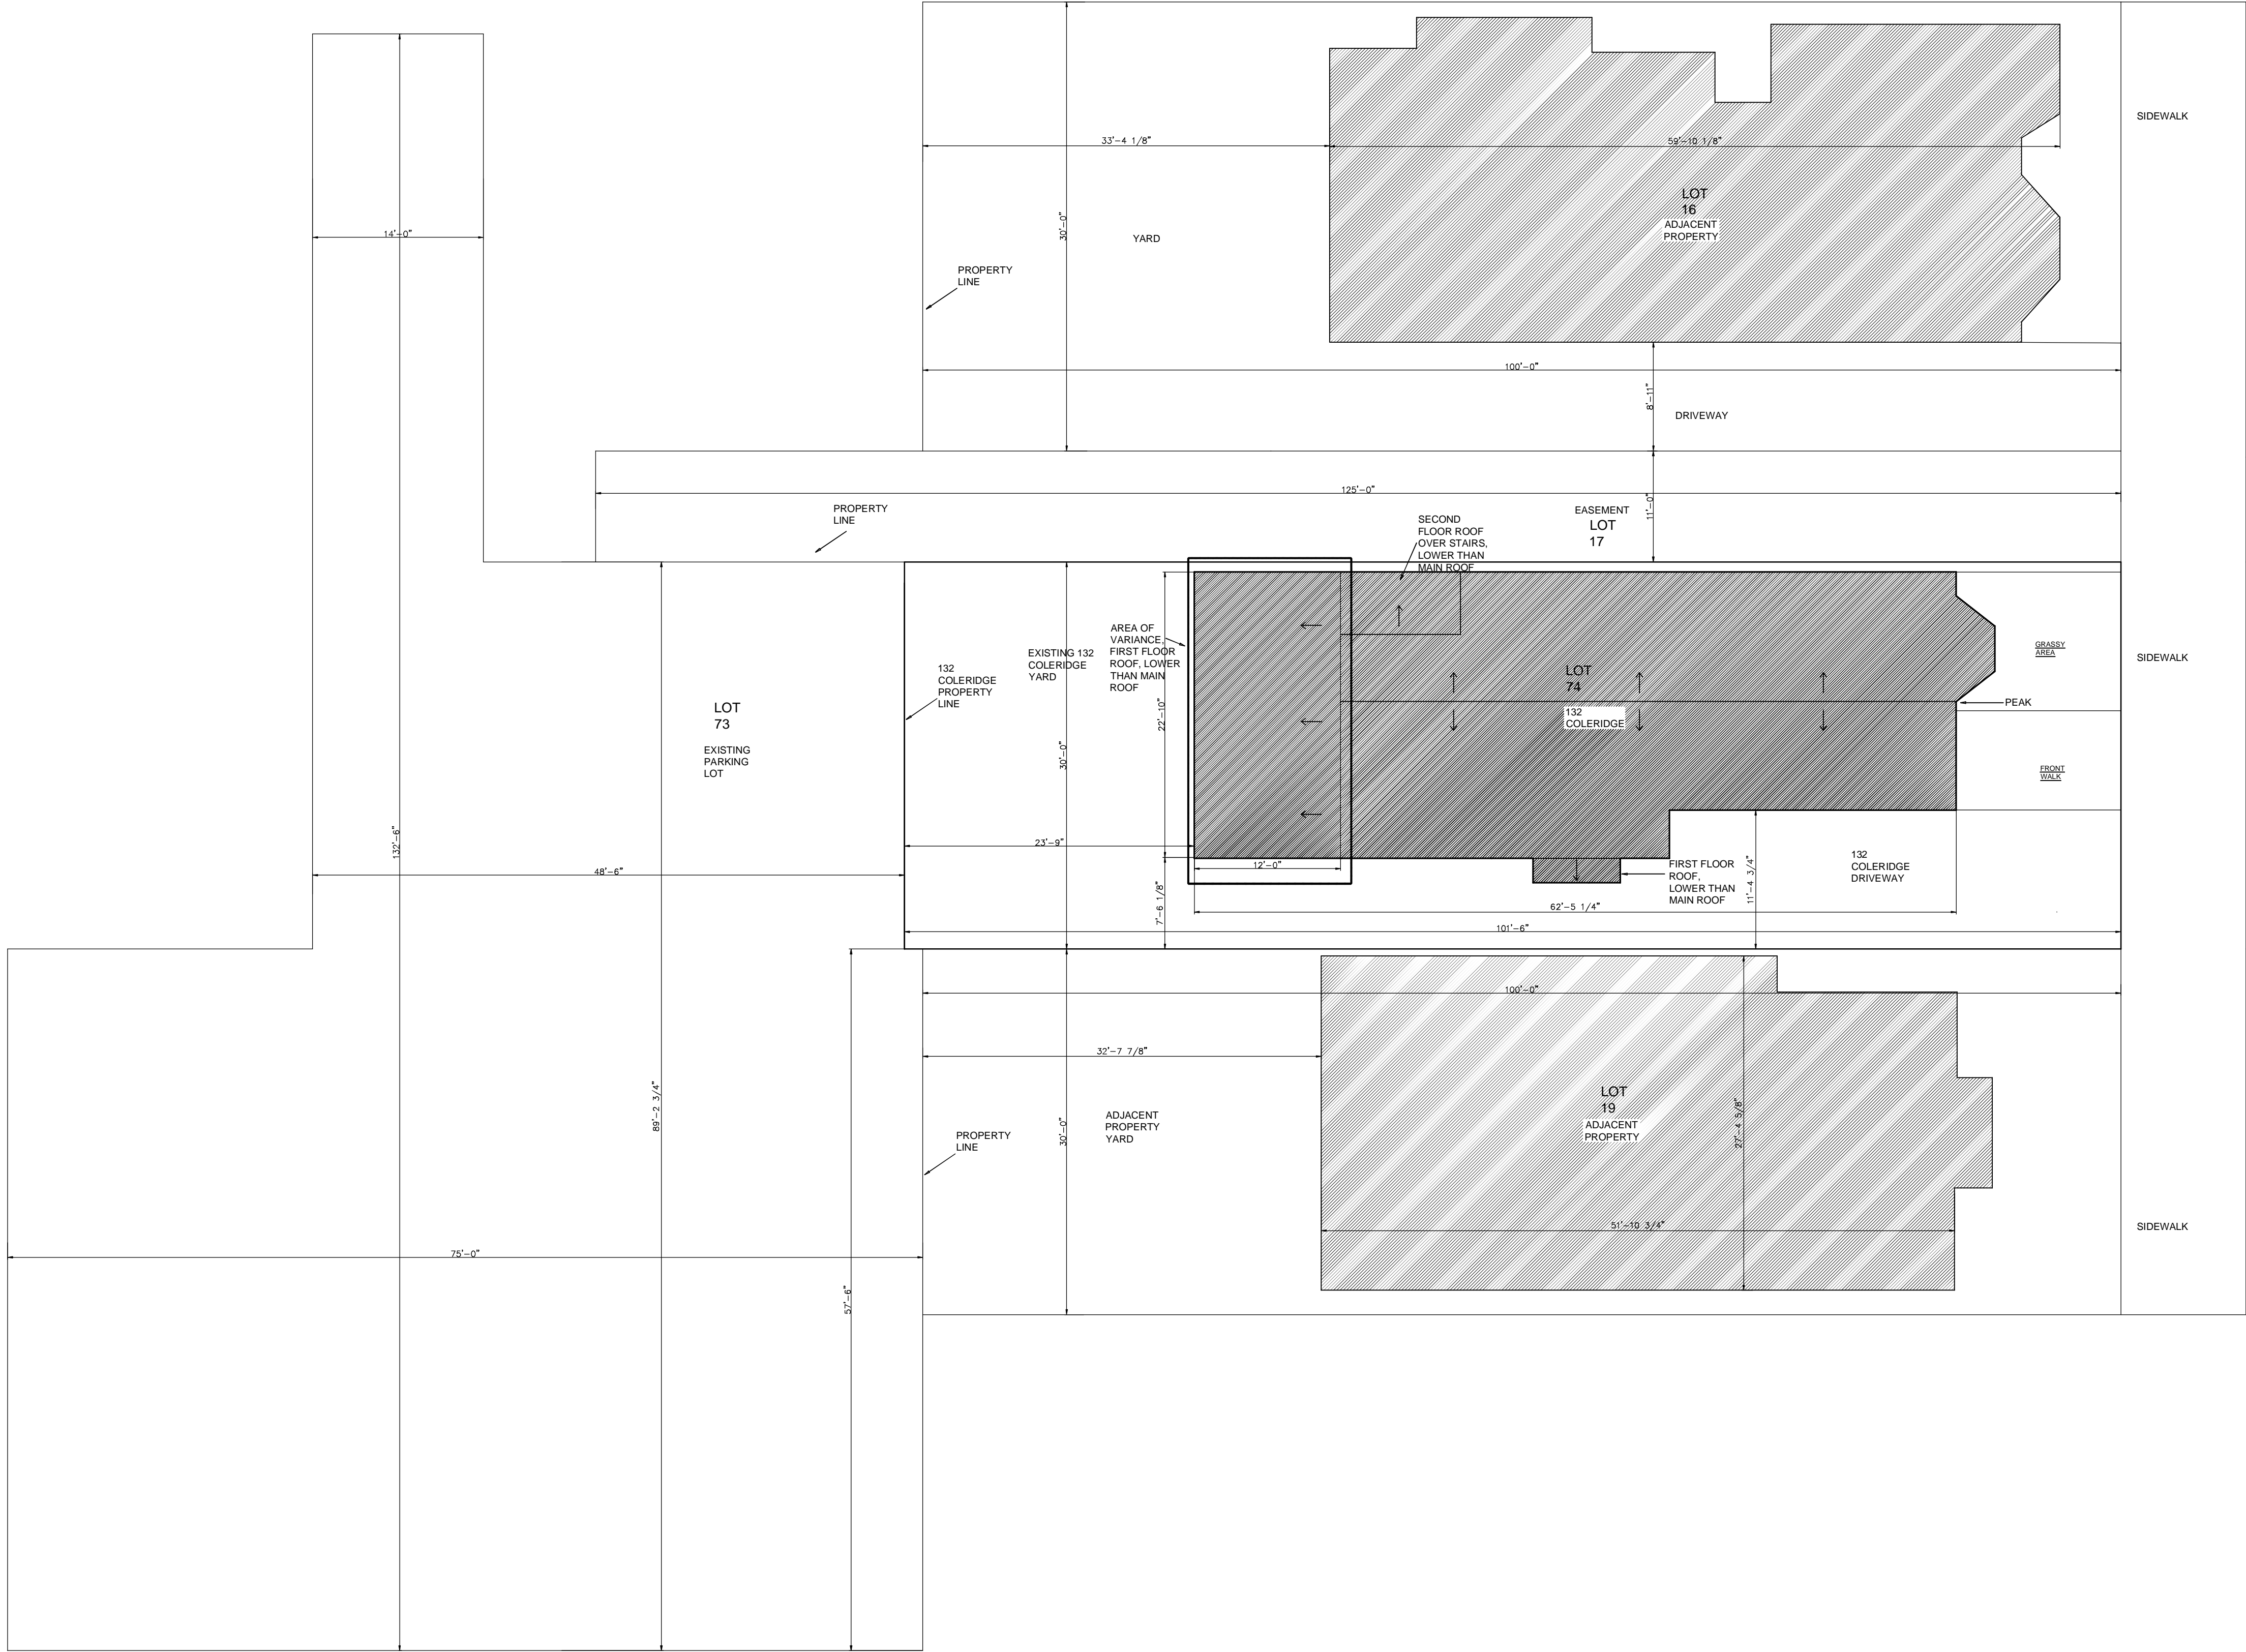 SIDEWALK
33'-4 1/8"
59'-10 1/8"
LOT
16
ADJACENT
PROPERTY
14'-0"
30'-0"
YARD
PROPERTY
LINE
100'-0"
8'-11"
DRIVEWAY
125'-0"
PROPERTY
LINE
11'-0"
EASEMENT
LOT
17
SECOND
FLOOR ROOF
OVER STAIRS,
LOWER THAN
MAIN ROOF
AREA OF
VARIANCE,
FIRST FLOOR
ROOF, LOWER
THAN MAIN
ROOF
EXISTING 132
COLERIDGE
YARD
132
COLERIDGE
PROPERTY
LINE
GRASSY
AREA
SIDEWALK
LOT
74
132
COLERIDGE
PEAK
LOT
73
EXISTING
PARKING
LOT
22'-10"
30'-0"
FRONT
WALK
132'-6"
23'-9"
48'-6"
12'-0"
7'-6 1/8"
FIRST FLOOR
ROOF,
LOWER THAN
MAIN ROOF
11'-4 3/4"
132
COLERIDGE
DRIVEWAY
62'-5 1/4"
101'-6"
100'-0"
32'-7 7/8"
89'-2 3/4"
LOT
19
ADJACENT
PROPERTY
27'-4 5/8"
ADJACENT
PROPERTY
YARD
PROPERTY
LINE
30'-0"
51'-10 3/4"
SIDEWALK
75'-0"
57'-6"